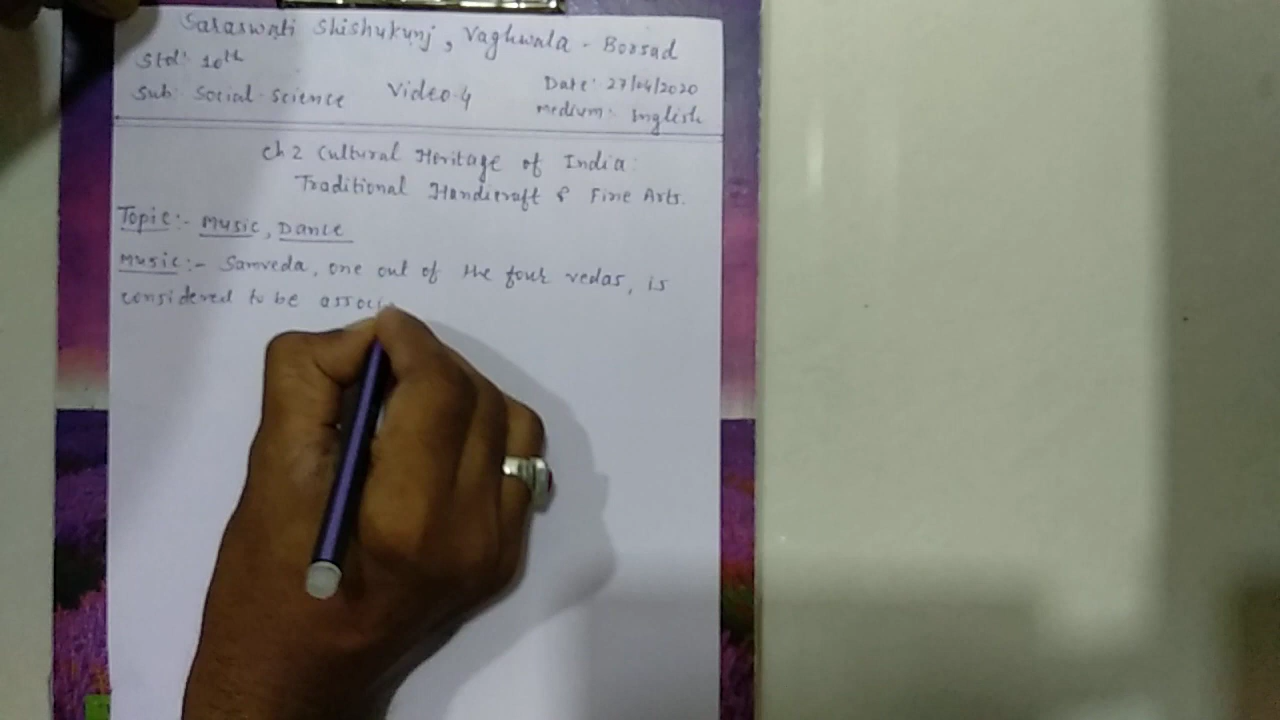 Saraswati Shishukunj, Vaghwala - Borsad
Std: 10th
Sub: Social-science Video-4 Date: 27/04/2020
medium: English
Ch 2 Cultural Heritage of India:
Traditional Handicraft & Fine Arts.
Topic:- Music, Dance
Music:- Samveda, one out of the four vedas, is
considered to be associ